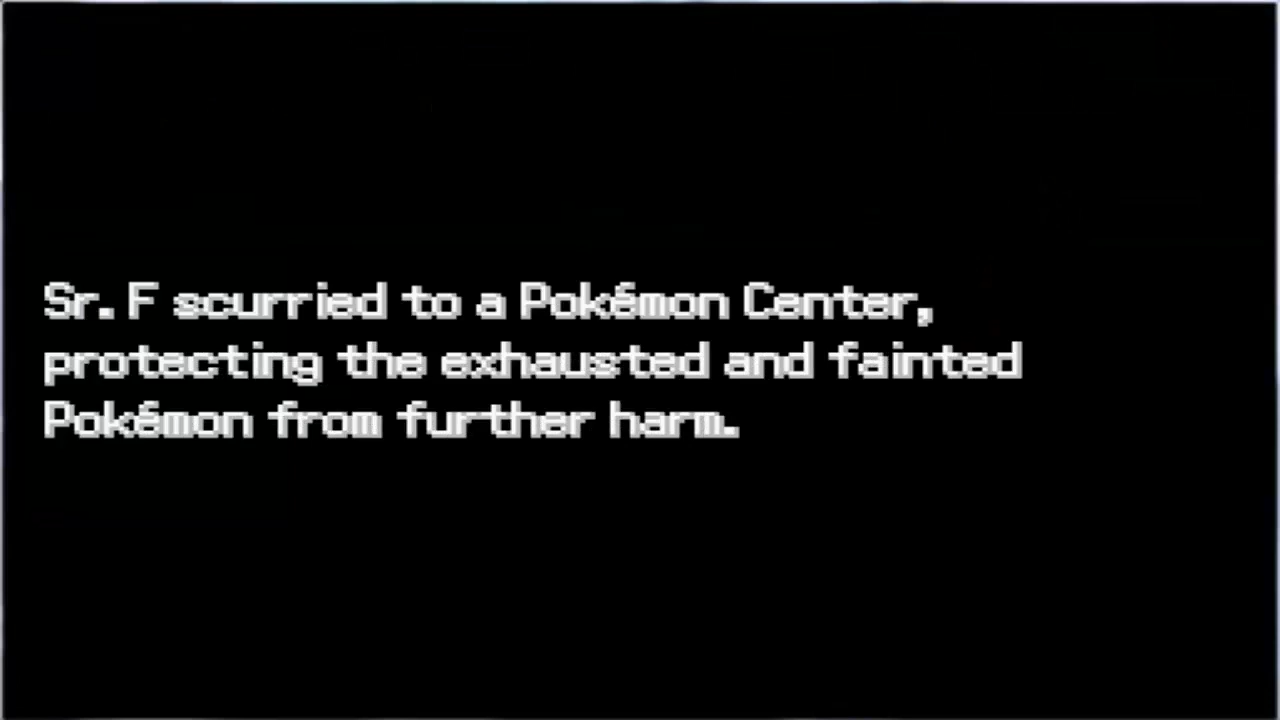 Sr. F scurried to a Pokémon Center,
protecting the exhausted and fainted
Pokémon from further harm.